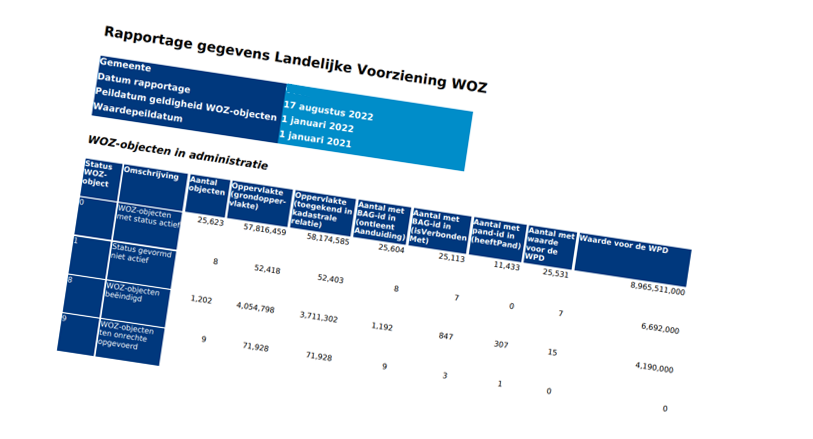 Rapportage gegevens Landelijke Voorziening WOZ
Gemeente
Datum rapportage 17 augustus 2022
Peildatum geldigheid WOZ-objecten 1 januari 2022
Waardepeildatum 1 januari 2021
WOZ-objecten in administratie
Status WOZ-object
Omschrijving
Aantal objecten
Oppervlakte (grondopper-vlakte)
Oppervlakte (toegekend in kadastrale relatie)
Aantal met BAG-id in (ontleent Aanduiding)
Aantal met BAG-id in (isVerbonden Met)
Aantal met pand-id in (heeftPand)
Aantal met waarde voor de WPD
Waarde voor de WPD
0 WOZ-objecten met status actief 25,623 57,816,459 58,174,585 25,604 25,113 11,433 25,531 8,965,511,000
1 Status gevormd niet actief 8 52,418 52,403 8 7 0 7 6,692,000
8 WOZ-objecten beëindigd 1,202 4,054,798 3,711,302 1,192 847 307 15 4,190,000
9 WOZ-objecten ten onrechte opgevoerd 9 71,928 71,928 9 3 1 0 0